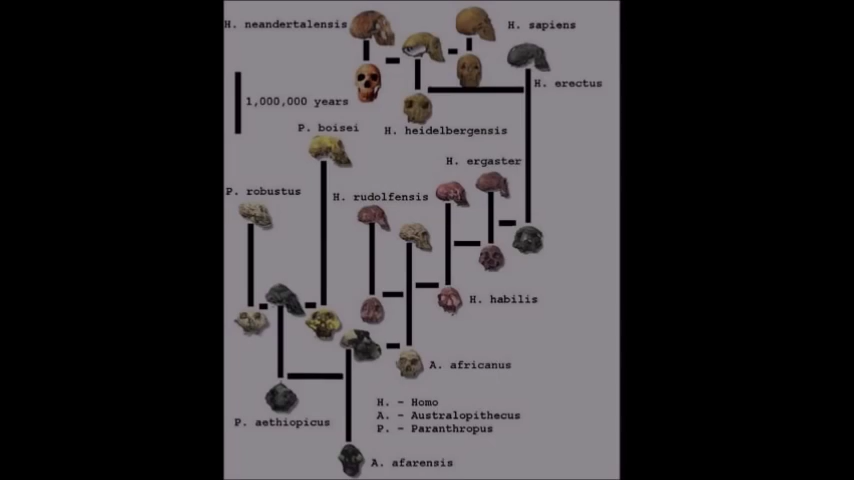 H. neandertalensis
H. sapiens
H. erectus
1,000,000 years
P. boisei
H. heidelbergensis
H. ergaster
P. robustus
H. rudolfensis
H. habilis
A. africanus
H. - Homo
A. - Australopithecus
P. - Paranthropus
P. aethiopicus
A. afarensis